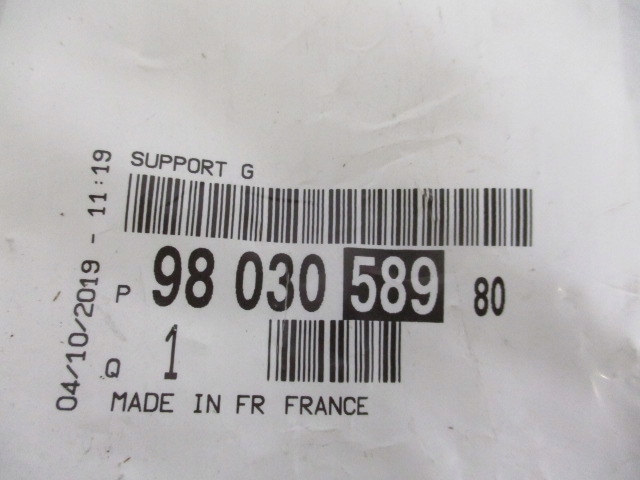 04/10/2019 - 11:19
SUPPORT G
P 98 030 589 80
Q 1
MADE IN FR FRANCE